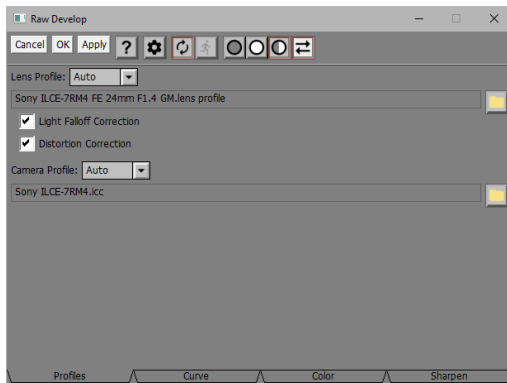 Raw Develop
Cancel OK Apply ?
Lens Profile: Auto
Sony ILCE-7RM4 FE 24mm F1.4 GM.lens profile
Light Falloff Correction
Distortion Correction
Camera Profile: Auto
Sony ILCE-7RM4.icc
Profiles Curve Color Sharpen